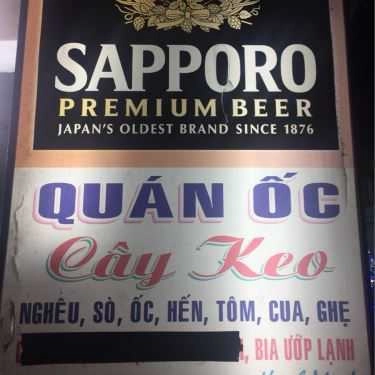 SAPPORO
PREMIUM BEER
JAPAN'S OLDEST BRAND SINCE 1876
QUÁN ỐC
Cây Keo
NGHÊU, SÒ, ỐC, HẾN, TÔM, CUA, GHẸ
BIA ƯỚP LẠNH